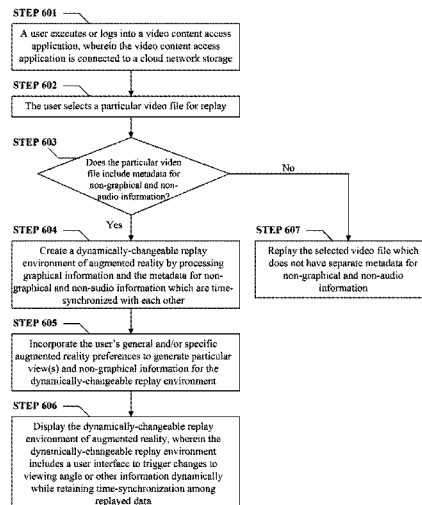 STEP 601
A user executes or logs into a video content access
application, wherein the video content access
application is connected to a cloud network storage
STEP 602
The user selects a particular video file for replay
STEP 603
Does the particular video
file include metadata for
non-graphical and non-
audio information?
No
Yes
STEP 604
Create a dynamically-changeable replay
environment of augmented reality by processing
graphical information and the metadata for non-
graphical and non-audio information which are time-
synchronized with each other
STEP 607
Replay the selected video file which
does not have separate metadata for
non-graphical and non-audio
information
STEP 605
Incorporate the user's general and/or specific
augmented reality preferences to generate particular
view(s) and non-graphical information for the
dynamically-changeable replay environment
STEP 606
Display the dynamically-changeable replay
environment of augmented reality, wherein the
dynamically-changeable replay environment
includes a user interface to trigger changes to
viewing angle or other information dynamically
while retaining time-synchronization among
replayed data